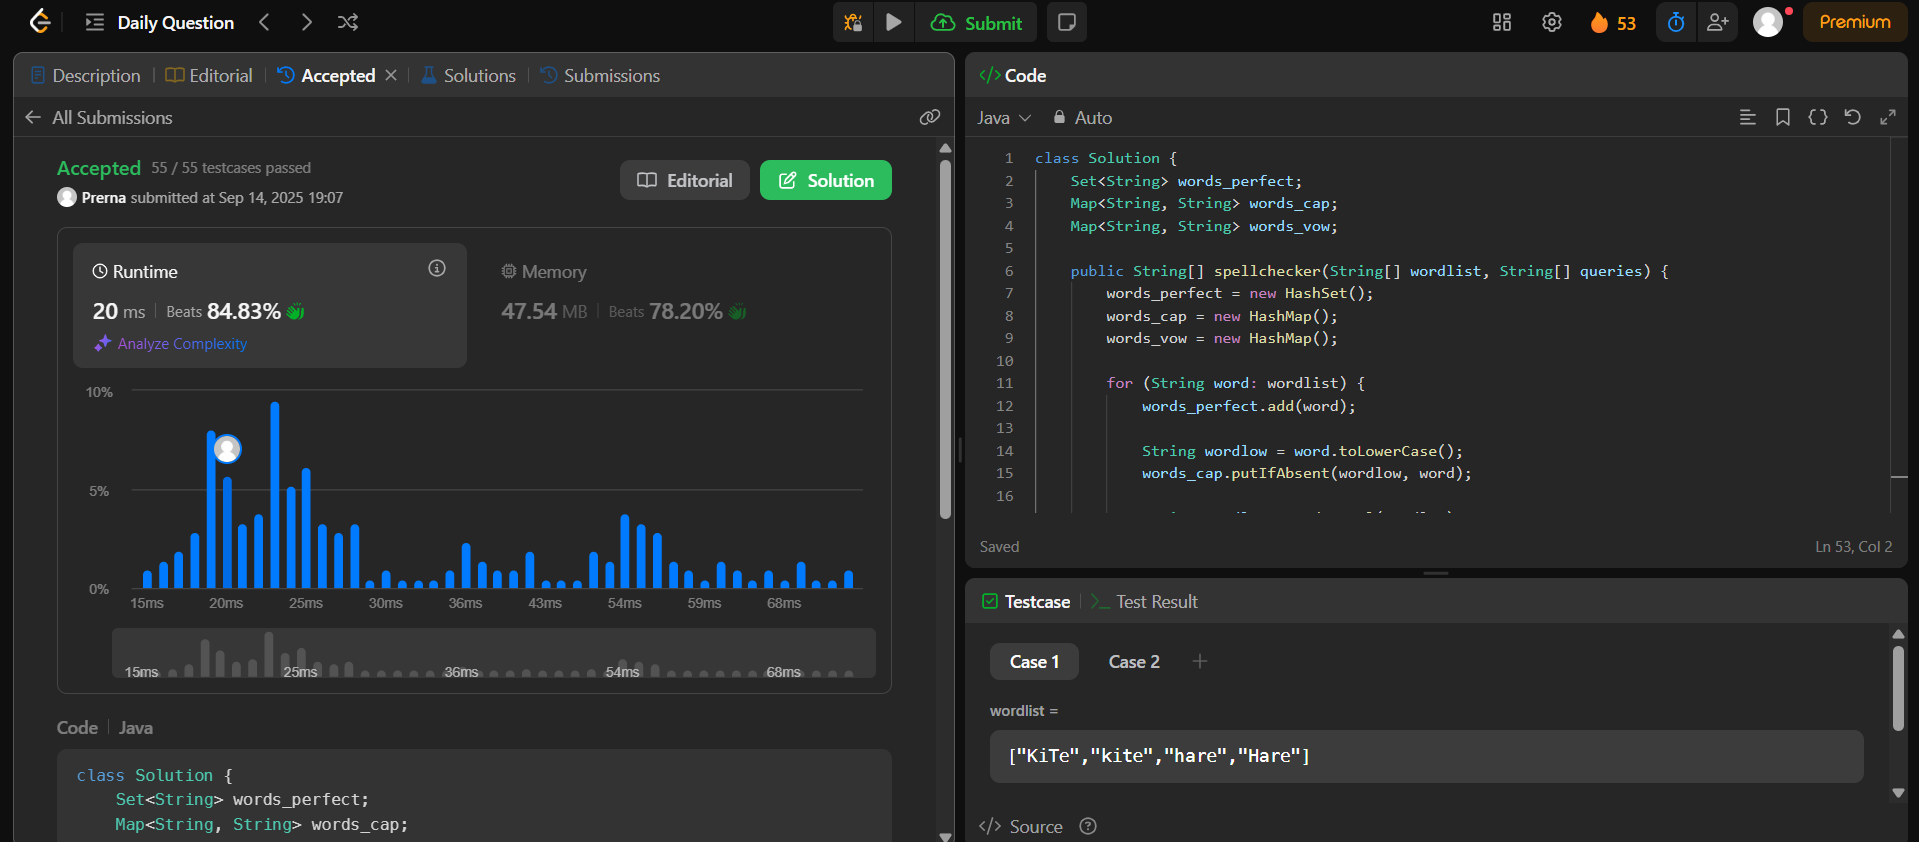 Daily Question
Submit
53
Premium
Description
Editorial
Accepted
Solutions
Submissions
All Submissions
Accepted 55 / 55 testcases passed
Prerna submitted at Sep 14, 2025 19:07
Editorial
Solution
Runtime
20 ms Beats 84.83%
Analyze Complexity
Memory
47.54 MB Beats 78.20%
10%
5%
0%
15ms 20ms 25ms 30ms 36ms 43ms 54ms 59ms 68ms
15ms 25ms 36ms 54ms 68ms
Code Java
class Solution {
Set<String> words_perfect;
Map<String, String> words_cap;
</> Code
Java
Auto
1 class Solution {
2 Set<String> words_perfect;
3 Map<String, String> words_cap;
4 Map<String, String> words_vow;
5
6 public String[] spellchecker(String[] wordlist, String[] queries) {
7 words_perfect = new HashSet();
8 words_cap = new HashMap();
9 words_vow = new HashMap();
10
11 for (String word: wordlist) {
12 words_perfect.add(word);
13
14 String wordlow = word.toLowerCase();
15 words_cap.putIfAbsent(wordlow, word);
16
Saved
Ln 53, Col 2
Testcase
Test Result
Case 1
Case 2
wordlist =
["KiTe","kite","hare","Hare"]
</> Source